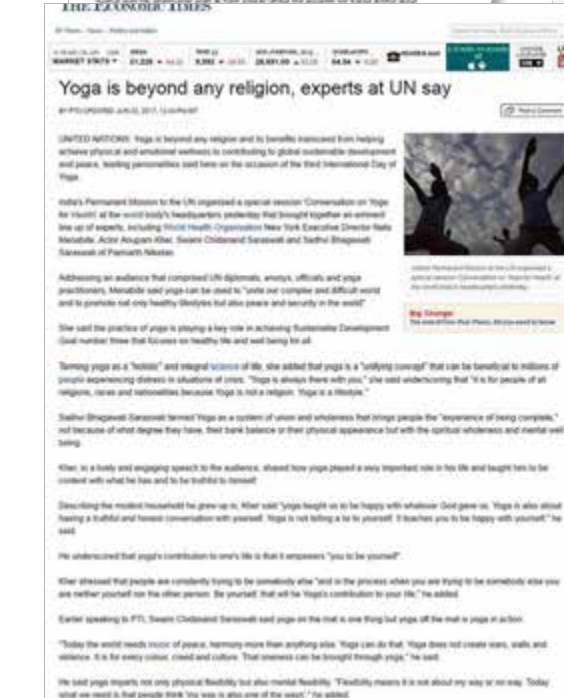 THE ECONOMIC TIMES
MARKET STATS
Yoga is beyond any religion, experts at UN say
Post a Comment
UNITED NATIONS: Yoga is beyond any religion and its benefits transcend from helping
achieve physical and emotional wellness to contributing to global sustainable development
and peace, leading personalities said here on the occasion of the third International Day of
Yoga.
India's Permanent Mission to the UN organised a special session 'Conversation on Yoga
for Health' at the world body's headquarters yesterday that brought together an eminent
line up of experts, including World Health Organisation New York Executive Director Nata
Menabde, Actor Anupam Kher, Swami Chidanand Saraswati and Sadhvi Bhagawati
Saraswati of Parmarth Niketan.
Addressing an audience that comprised UN diplomats, envoys, officials and yoga
practitioners, Menabde said yoga can be used to "unite our complex and difficult world
and to promote not only healthy lifestyles but also peace and security in the world"
She said the practice of yoga is playing a key role in achieving Sustainable Development
Goal number three that focuses on healthy life and well being for all.
Big Change:
Terming yoga as a "holistic" and integral science of life, she added that yoga is a "unifying concept" that can be beneficial to millions of
people experiencing distress in situations of crisis. "Yoga is always there with you," she said underscoring that "it is for people of all
religions, races and nationalities because Yoga is not a religion. Yoga is a lifestyle."
Sadhvi Bhagawati Saraswati termed Yoga as a system of union and wholeness that brings people the "experience of being complete,"
not because of what degree they have, their bank balance or their physical appearance but with the spiritual wholeness and mental well
being.
Kher, in a lively and engaging speech to the audience, shared how yoga played a very important role in his life and taught him to be
content with what he has and to be truthful to himself.
Describing the modest household he grew up in, Kher said "yoga taught us to be happy with whatever God gave us. Yoga is also about
having a truthful and honest conversation with yourself. Yoga is not telling a lie to yourself. It teaches you to be happy with yourself," he
said.
He underscored that yoga's contribution to one's life is that it empowers "you to be yourself".
Kher stressed that people are constantly trying to be somebody else "and in the process when you are trying to be somebody else you
are neither yourself nor the other person. Be yourself, that will be Yoga's contribution to your life," he added.
Earlier speaking to PTI, Swami Chidanand Saraswati said yoga on the mat is one thing but yoga off the mat is yoga in action.
"Today the world needs music of peace, harmony more than anything else. Yoga can do that. Yoga does not create wars, walls and
violence. It is for every colour, creed and culture. That oneness can be brought through yoga," he said.
He said yoga imparts not only physical flexibility but also mental flexibility. "Flexibility means it is not about my way or no way. Today
what we need is that people think 'his way is also one of the ways'," he added.